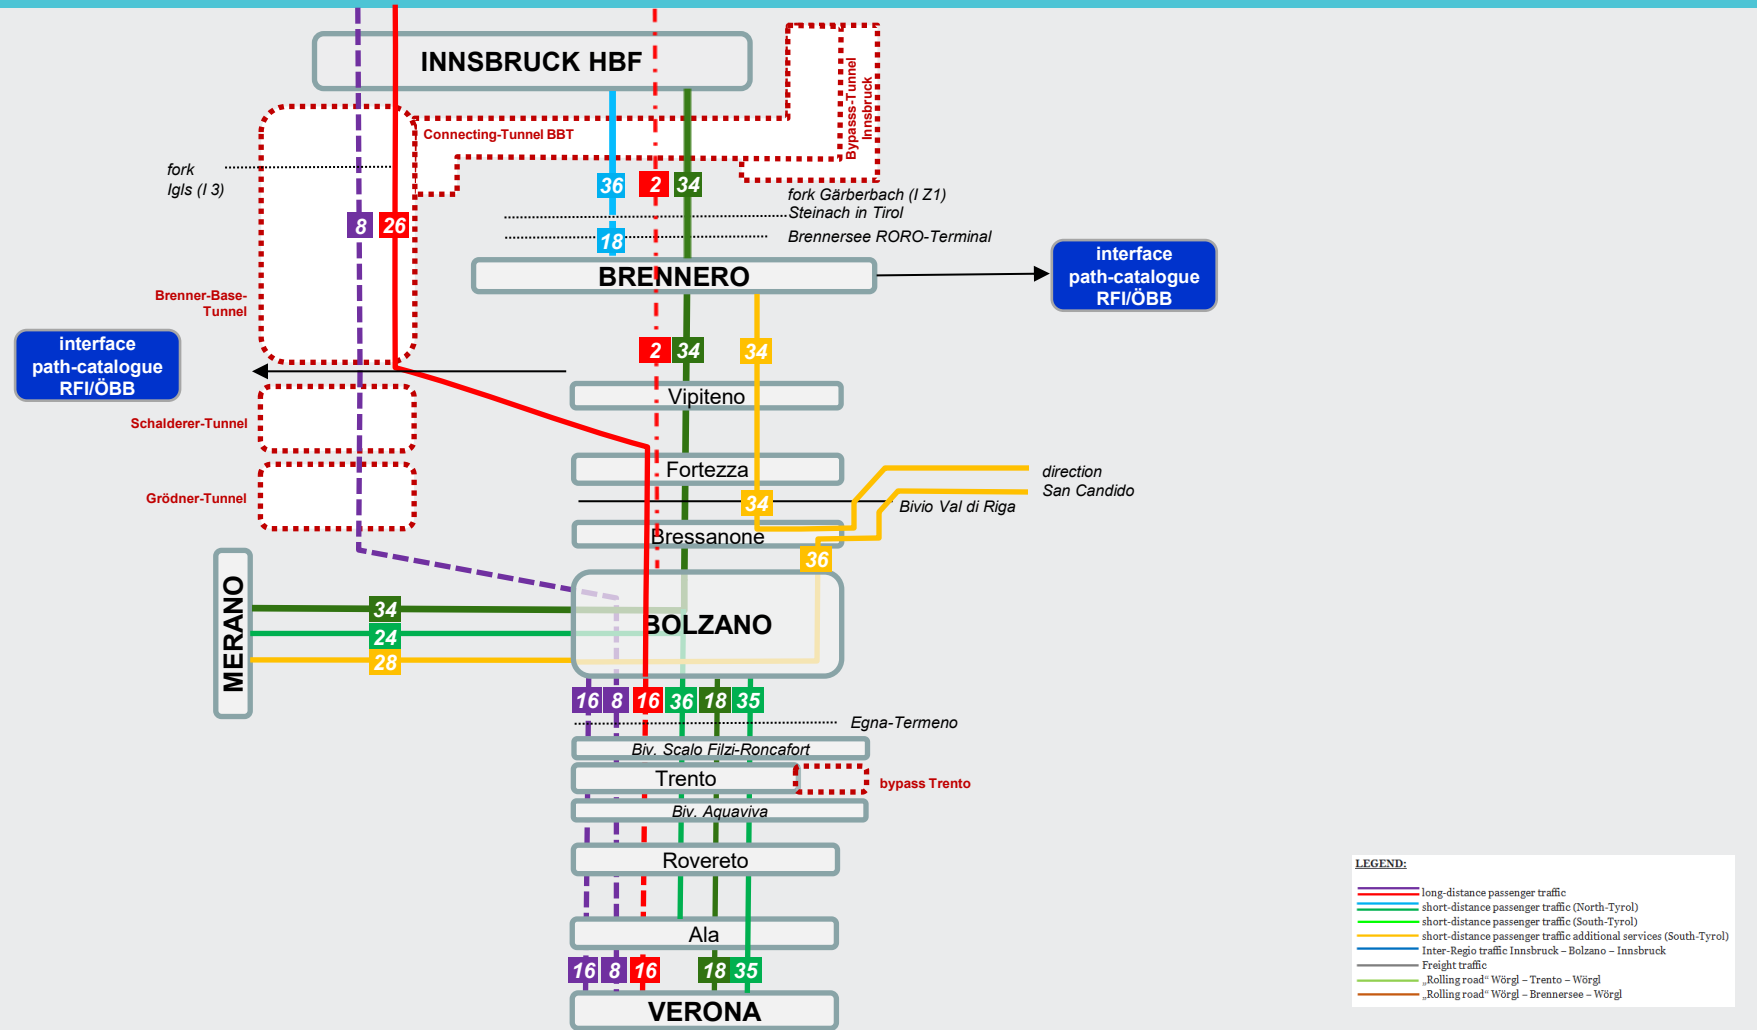 INNSBRUCK HBF
Bypasss-Tunnel
Innsbruck
Connecting-Tunnel BBT
fork
Igls (I 3)
36
2
34
fork Gärberbach (I Z1)
Steinach in Tirol
8
26
18
Brennersee RORO-Terminal
BRENNERO
interface
path-catalogue
RFI/ÖBB
Brenner-Base-
Tunnel
interface
path-catalogue
RFI/ÖBB
2
34
34
Vipiteno
Schalderer-Tunnel
Fortezza
direction
San Candido
Grödner-Tunnel
34
Bivio Val di Riga
Bressanone
36
MERANO
34
24
28
BOLZANO
16
8
16
36
18
35
Egna-Termeno
Biv. Scalo Filzi-Roncafort
Trento
bypass Trento
Biv. Aquaviva
Rovereto
Ala
16
8
16
18
35
VERONA
LEGEND:
long-distance passenger traffic
short-distance passenger traffic (North-Tyrol)
short-distance passenger traffic (South-Tyrol)
short-distance passenger traffic additional services (South-Tyrol)
Inter-Regio traffic Innsbruck – Bolzano – Innsbruck
Freight traffic
„Rolling road“ Wörgl – Trento – Wörgl
„Rolling road“ Wörgl – Brennersee – Wörgl